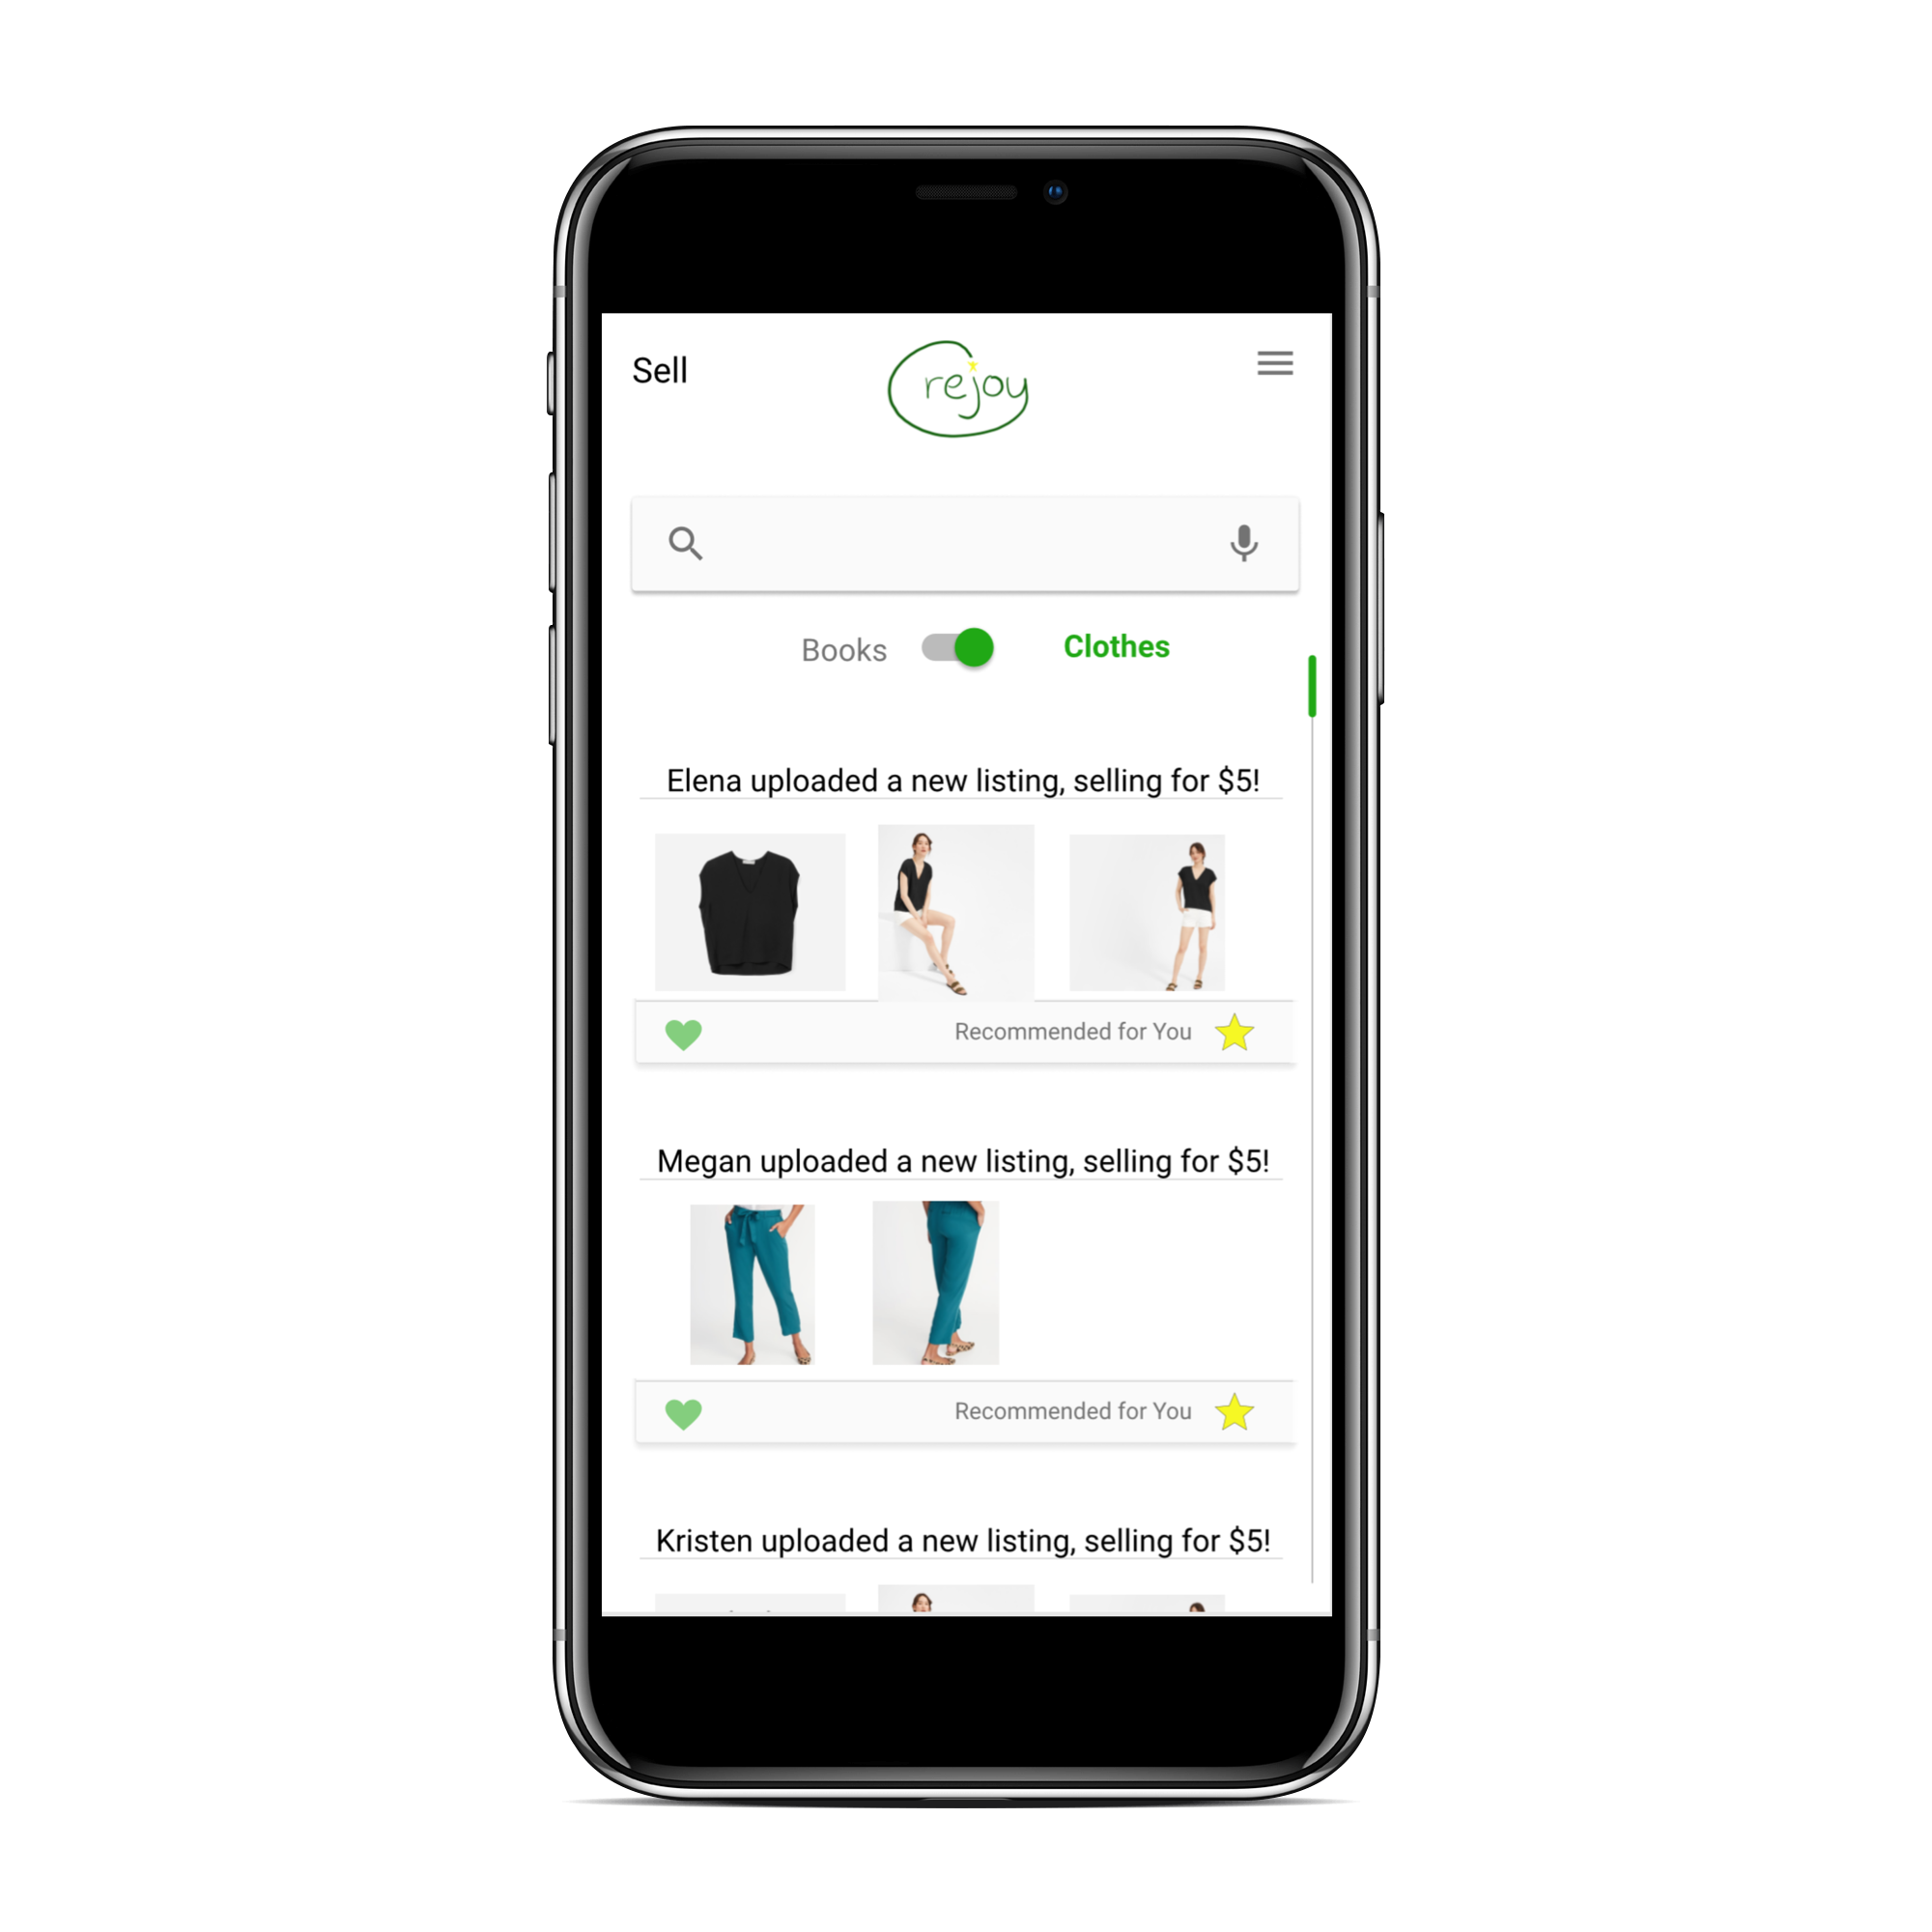 Sell
rejoy
Books Clothes
Elena uploaded a new listing, selling for $5!
Recommended for You
Megan uploaded a new listing, selling for $5!
Recommended for You
Kristen uploaded a new listing, selling for $5!